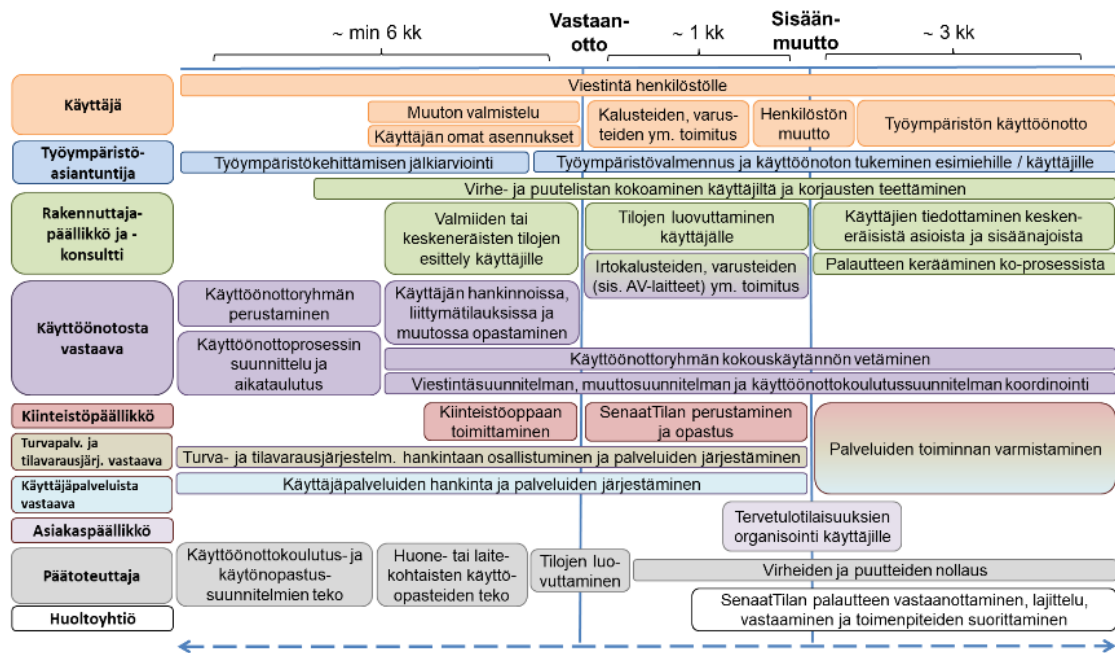 Vastaan-
otto
Sisään-
muutto
~ min 6 kk
~ 1 kk
~ 3 kk
Käyttäjä
Viestintä henkilöstölle
Muuton valmistelu
Käyttäjän omat asennukset
Kalusteiden, varus-
teiden ym. toimitus
Henkilöstön
muutto
Työympäristön käyttöönotto
Työympäristö-
asiantuntija
Työympäristökehittämisen jälkiarviointi
Työympäristövalmennus ja käyttöönoton tukeminen esimiehille / käyttäjille
Rakennuttaja-
päällikkö ja -
konsultti
Virhe- ja puutelistan kokoaminen käyttäjiltä ja korjausten teettäminen
Valmiiden tai
keskeneräisten tilojen
esittely käyttäjille
Tilojen luovuttaminen
käyttäjälle
Käyttäjien tiedottaminen kesken-
eräisistä asioista ja sisäänajoista
Irtokalusteiden, varusteiden
(sis. AV-laitteet) ym. toimitus
Palautteen kerääminen ko-prosessista
Käyttöönotosta
vastaava
Käyttöönottoryhmän
perustaminen
Käyttäjän hankinnoissa,
liittymätilauksissa ja
muutossa opastaminen
Käyttöönottoprosessin
suunnittelu ja
aikataulutus
Käyttöönottoryhmän kokouskäytännön vetäminen
Viestintäsuunnitelman, muuttosuunnitelman ja käyttöönottokoulutussuunnitelman koordinointi
Kiinteistöpäällikkö
Kiinteistöoppaan
toimittaminen
SenaatTilan perustaminen
ja opastus
Palveluiden toiminnan varmistaminen
Turvapalv. ja
tilavarausjärj. vastaava
Turva- ja tilavarausjärjestelm. hankintaan osallistuminen ja palveluiden järjestäminen
Käyttäjäpalveluista
vastaava
Käyttäjäpalveluiden hankinta ja palveluiden järjestäminen
Asiakaspäällikkö
Tervetulotilaisuuksien
organisointi käyttäjille
Päätoteuttaja
Käyttöönottokoulutus- ja
käytönopastus-
suunnitelmien teko
Huone- tai laite-
kohtaisten käyttö-
opasteiden teko
Tilojen luo-
vuttaminen
Virheiden ja puutteiden nollaus
Huoltoyhtiö
SenaatTilan palautteen vastaanottaminen, lajittelu,
vastaaminen ja toimenpiteiden suorittaminen